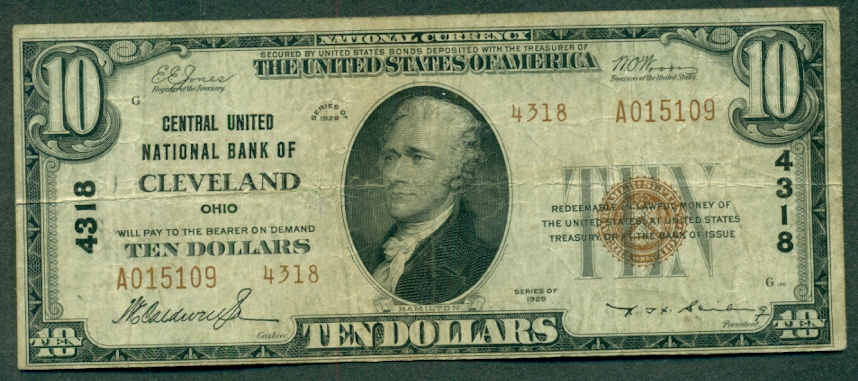 NATIONAL CURRENCY
SECURED BY UNITED STATES BONDS DEPOSITED WITH THE TREASURER OF
THE UNITED STATES OF AMERICA
10
10
E E Jones
Register of the Treasury
Treasurer of the United States
G
SERIES OF
1929
4318 A015109
CENTRAL UNITED
NATIONAL BANK OF
CLEVELAND
OHIO
4318
4318
WILL PAY TO THE BEARER ON DEMAND
TEN DOLLARS
A015109 4318
TEN
REDEEMABLE IN LAWFUL MONEY OF
THE UNITED STATES AT UNITED STATES
TREASURY OR AT THE BANK OF ISSUE
SERIES OF
1929
G
HAMILTON
Cashier
President
10
TEN
TEN DOLLARS
10
TEN